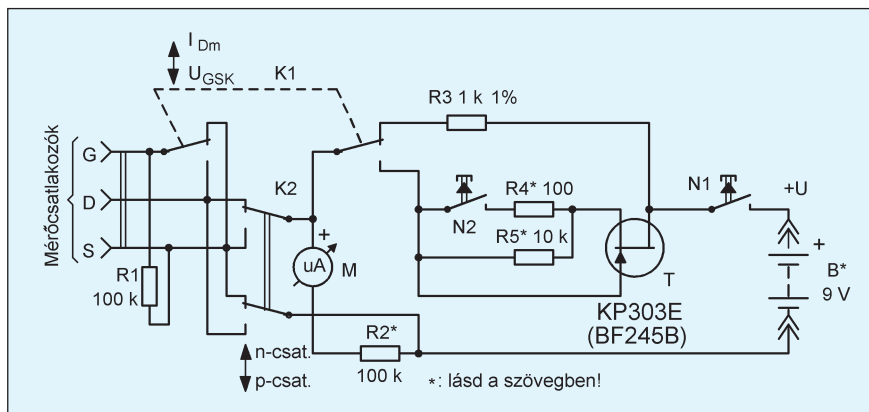 I Dm
U GSK
K1
R3 1 k 1%
Mérőcsatlakozók
G
D
S
K2
N2
R4* 100
R5* 10 k
N1
+U
+
uA
M
R1
100 k
T
KP303E
(BF245B)
+
B*
9 V
R2*
100 k
n-csat.
p-csat.
*: lásd a szövegben!